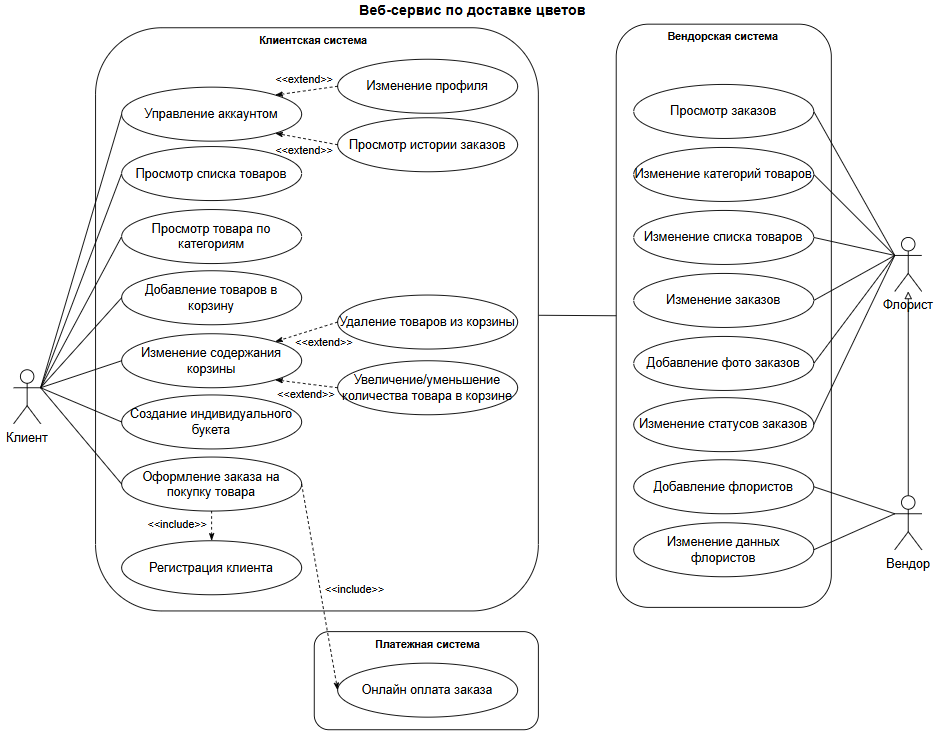 Веб-сервис по доставке цветов
Клиентская система
<<extend>>
Изменение профиля
Управление аккаунтом
<<extend>>
Просмотр истории заказов
Просмотр списка товаров
Просмотр товара по
категориям
Добавление товаров в
корзину
Удаление товаров из корзины
<<extend>>
Изменение содержания
корзины
Увеличение/уменьшение
количества товара в корзине
<<extend>>
Создание индивидуального
букета
Оформление заказа на
покупку товара
<<include>>
Регистрация клиента
<<include>>
Клиент
Платежная система
Онлайн оплата заказа
Вендорская система
Просмотр заказов
Изменение категорий товаров
Изменение списка товаров
Изменение заказов
Добавление фото заказов
Изменение статусов заказов
Добавление флористов
Изменение данных
флористов
Флорист
Вендор